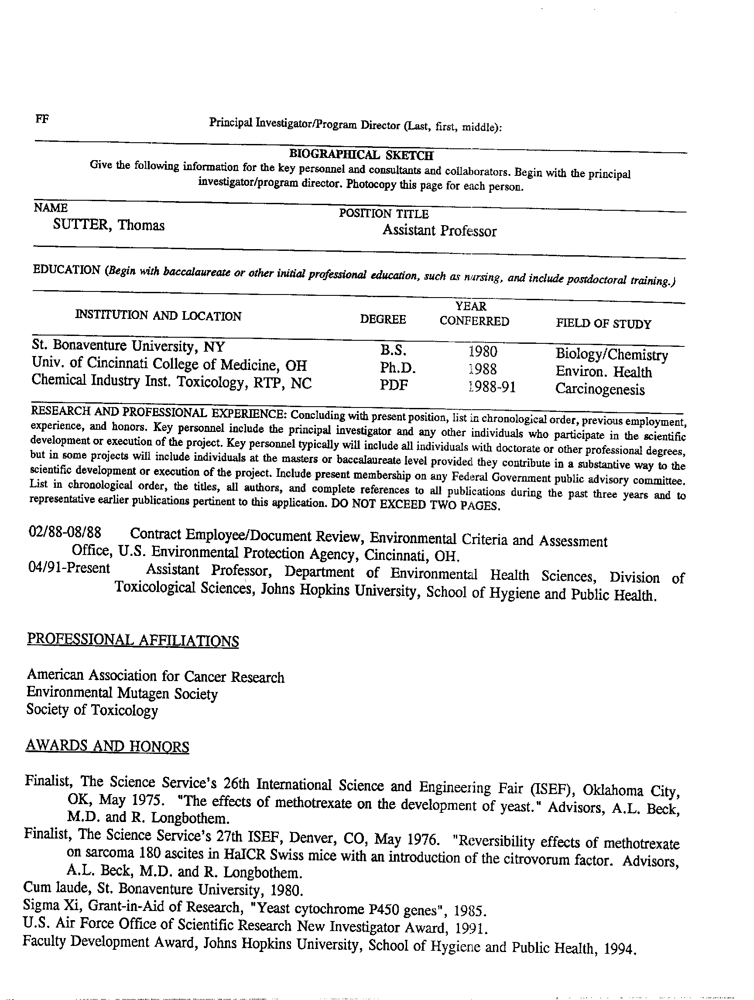 FF
Principal Investigator/Program Director (Last, first, middle):
BIOGRAPHICAL SKETCH
Give the following information for the key personnel and consultants and collaborators. Begin with the principal
investigator/program director. Photocopy this page for each person.
NAME
POSITION TITLE
SUTTER, Thomas
Assistant Professor
EDUCATION (Begin with baccalaureate or other initial professional education, such as nursing, and include postdoctoral training.)
INSTITUTION AND LOCATION
DEGREE
YEAR
CONFERRED
FIELD OF STUDY
St. Bonaventure University, NY B.S. 1980 Biology/Chemistry
Univ. of Cincinnati College of Medicine, OH Ph.D. 1988 Environ. Health
Chemical Industry Inst. Toxicology, RTP, NC PDF 1988-91 Carcinogenesis
RESEARCH AND PROFESSIONAL EXPERIENCE: Concluding with present position, list in chronological order, previous employment,
experience, and honors. Key personnel include the principal investigator and any other individuals who participate in the scientific
development or execution of the project. Key personnel typically will include all individuals with doctorate or other professional degrees,
but in some projects will include individuals at the masters or baccalaureate level provided they contribute in a substantive way to the
scientific development or execution of the project. Include present membership on any Federal Government public advisory committee.
List in chronological order, the titles, all authors, and complete references to all publications during the past three years and to
representative earlier publications pertinent to this application. DO NOT EXCEED TWO PAGES.
02/88-08/88 Contract Employee/Document Review, Environmental Criteria and Assessment
Office, U.S. Environmental Protection Agency, Cincinnati, OH.
04/91-Present Assistant Professor, Department of Environmental Health Sciences, Division of
Toxicological Sciences, Johns Hopkins University, School of Hygiene and Public Health.
PROFESSIONAL AFFILIATIONS
American Association for Cancer Research
Environmental Mutagen Society
Society of Toxicology
AWARDS AND HONORS
Finalist, The Science Service's 26th International Science and Engineering Fair (ISEF), Oklahoma City,
OK, May 1975. "The effects of methotrexate on the development of yeast." Advisors, A.L. Beck,
M.D. and R. Longbothem.
Finalist, The Science Service's 27th ISEF, Denver, CO, May 1976. "Reversibility effects of methotrexate
on sarcoma 180 ascites in HaICR Swiss mice with an introduction of the citrovorum factor. Advisors,
A.L. Beck, M.D. and R. Longbothem.
Cum laude, St. Bonaventure University, 1980.
Sigma Xi, Grant-in-Aid of Research, "Yeast cytochrome P450 genes", 1985.
U.S. Air Force Office of Scientific Research New Investigator Award, 1991.
Faculty Development Award, Johns Hopkins University, School of Hygiene and Public Health, 1994.